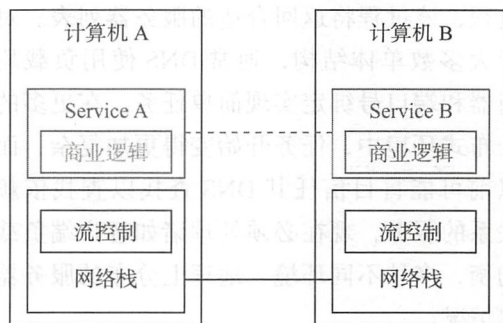 计算机 A
计算机 B
Service A
Service B
商业逻辑
商业逻辑
流控制
流控制
网络栈
网络栈